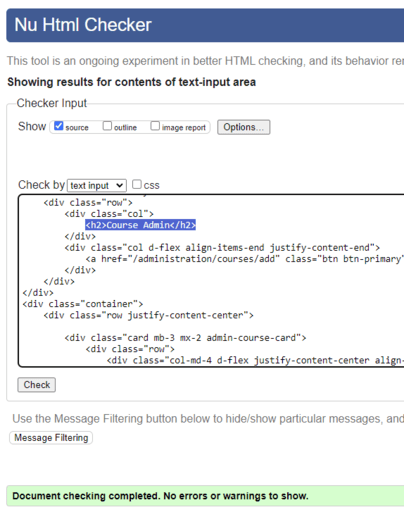 Nu Html Checker
This tool is an ongoing experiment in better HTML checking, and its behavior
Showing results for contents of text-input area
Checker Input
Show source outline image report Options...
Check by text input css
<div class="row">
<div class="col">
<h2>Course Admin</h2>
</div>
<div class="col d-flex align-items-end justify-content-end">
<a href="/administration/courses/add" class="btn btn-primary"
</div>
</div>
</div>
<div class="container">
<div class="row justify-content-center">
<div class="card mb-3 mx-2 admin-course-card">
<div class="row">
<div class="col-md-4 d-flex justify-content-center align-
Check
Use the Message Filtering button below to hide/show particular messages, and
Message Filtering
Document checking completed. No errors or warnings to show.